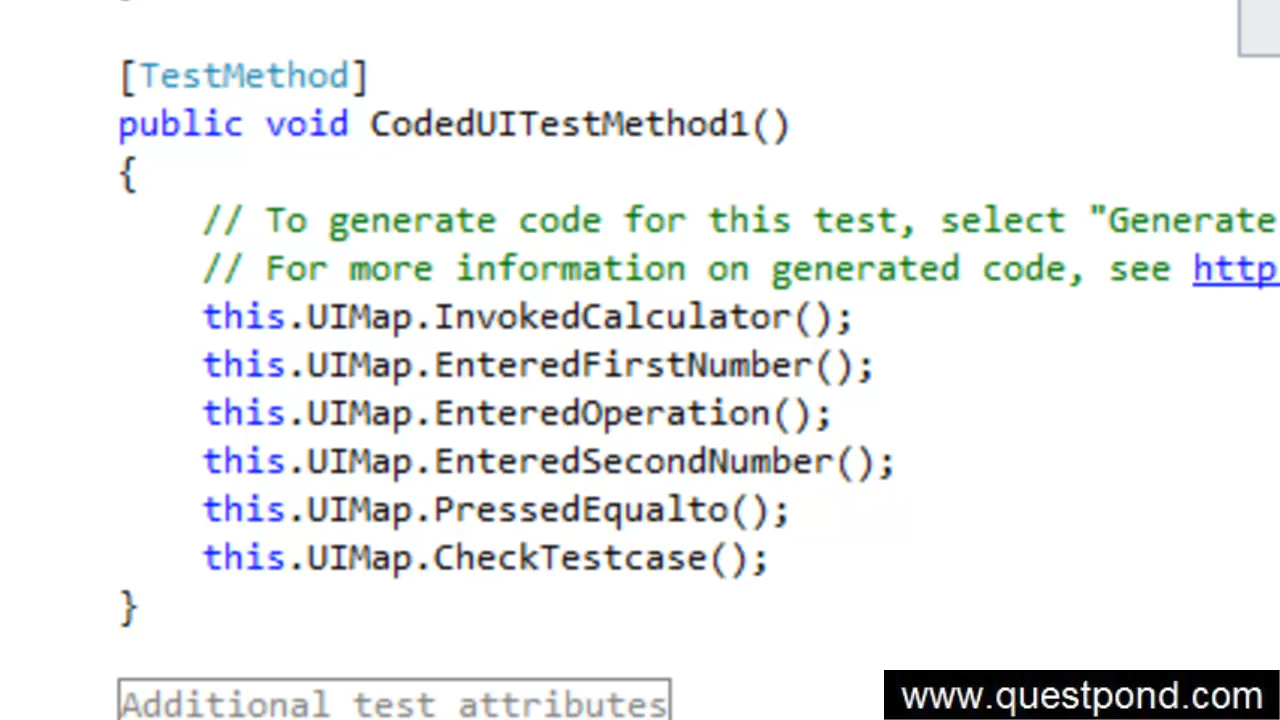 [TestMethod]
public void CodedUITestMethod1()
{
// To generate code for this test, select "Generate
// For more information on generated code, see http
this.UIMap.InvokedCalculator();
this.UIMap.EnteredFirstNumber();
this.UIMap.EnteredOperation();
this.UIMap.EnteredSecondNumber();
this.UIMap.PressedEqualto();
this.UIMap.CheckTestcase();
}
Additional test attributes
www.questpond.com